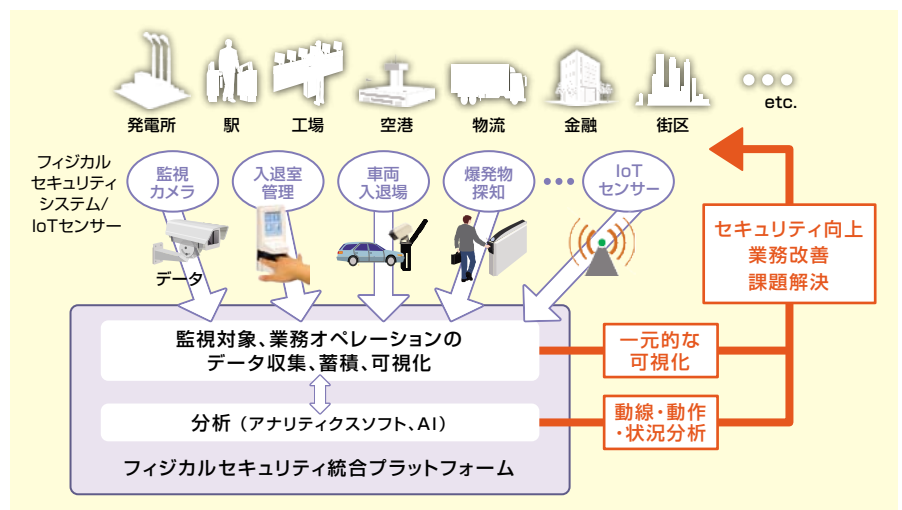 発電所
駅
工場
空港
物流
金融
街区
etc.
フィジカル
セキュリティ
システム/
IoTセンサー
監視
カメラ
入退室
管理
車両
入退場
爆発物
探知
IoT
センサー
データ
セキュリティ向上
業務改善
課題解決
監視対象、業務オペレーションの
データ収集、蓄積、可視化
一元的な
可視化
分析（アナリティクスソフト、AI）
動線・動作
・状況分析
フィジカルセキュリティ統合プラットフォーム